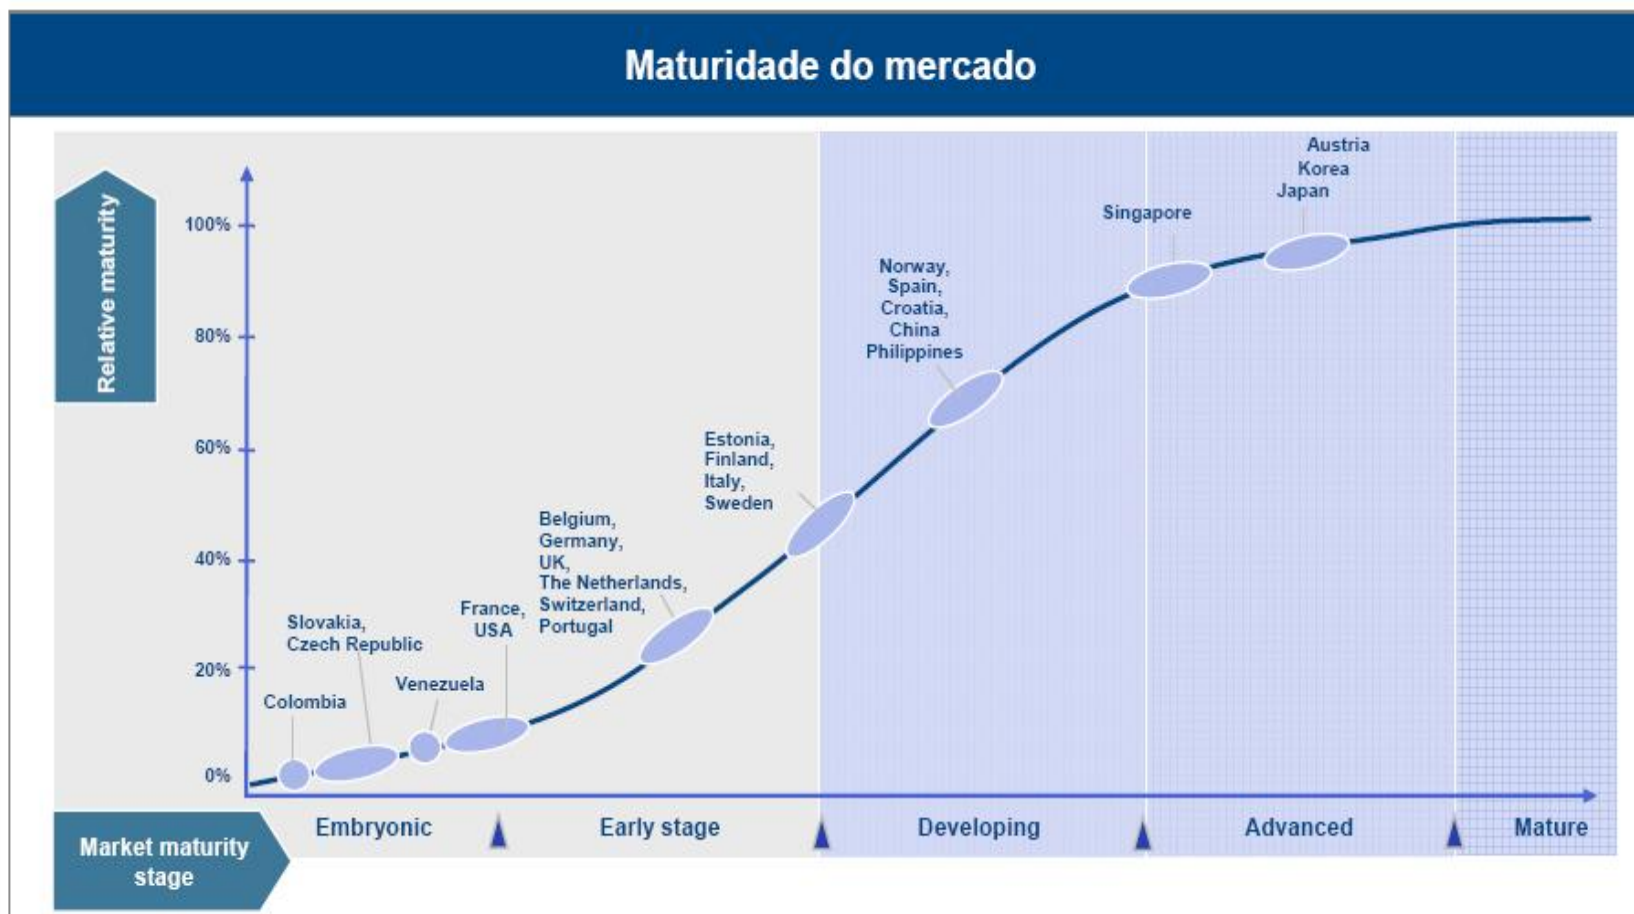 Maturidade do mercado
Relative maturity
100%
80%
60%
40%
20%
0%
Colombia
Slovakia,
Czech Republic
Venezuela
France,
USA
Belgium,
Germany,
UK,
The Netherlands,
Switzerland,
Portugal
Estonia,
Finland,
Italy,
Sweden
Norway,
Spain,
Croatia,
China
Philippines
Singapore
Austria
Korea
Japan
Market maturity
stage
Embryonic
Early stage
Developing
Advanced
Mature